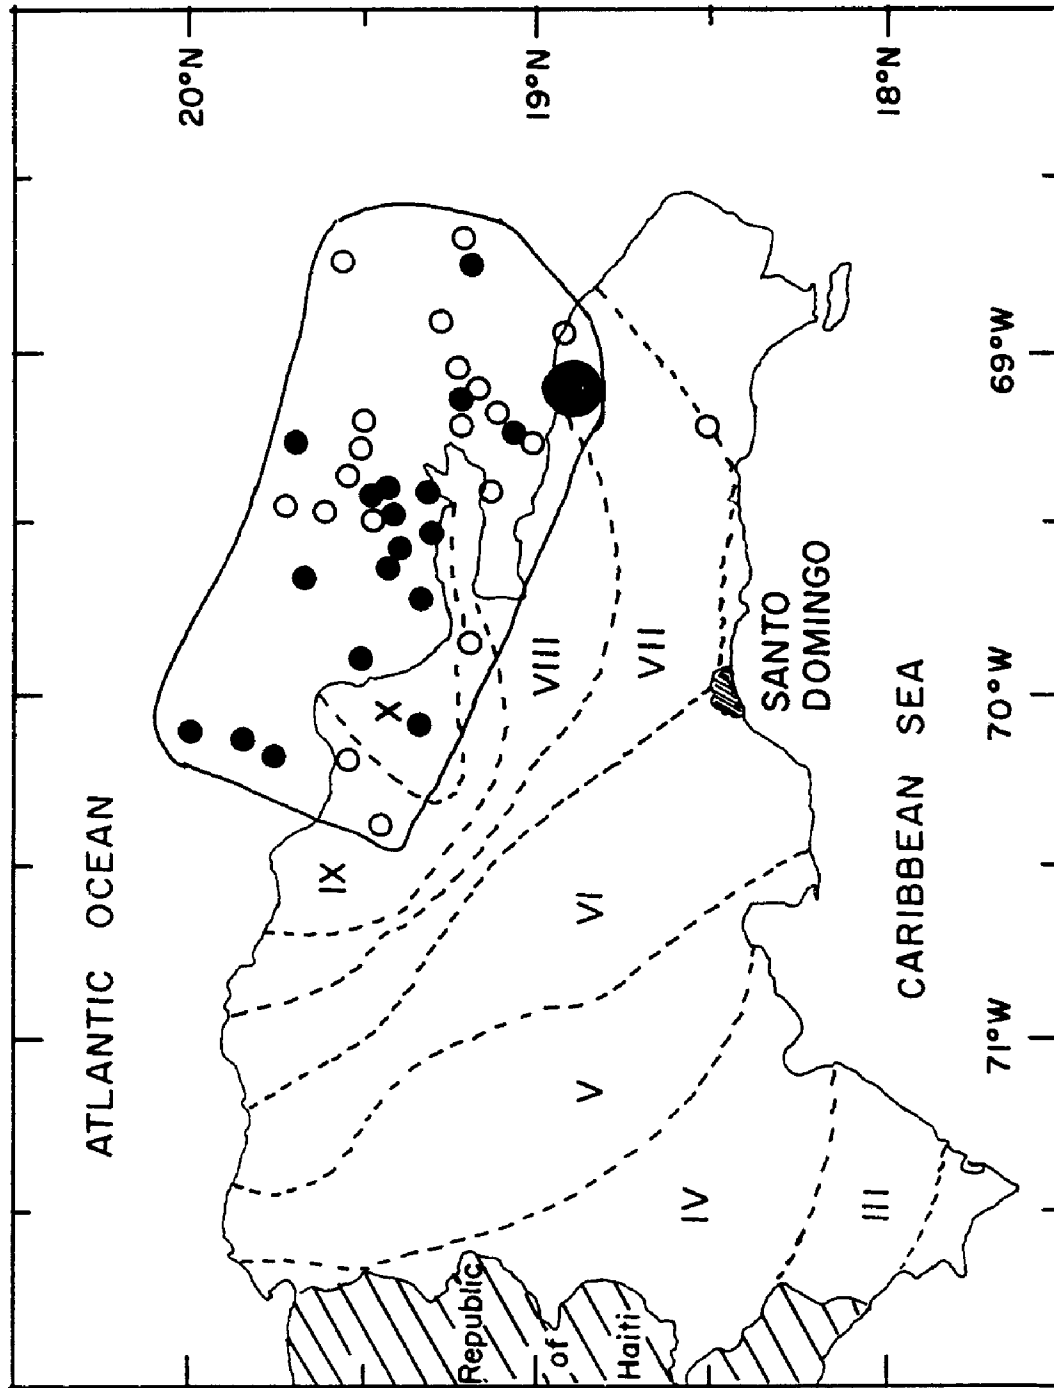 ATLANTIC OCEAN
20°N
19°N
18°N
IX
X
VIII
VII
VI
V
IV
III
Republic
of
Haiti
SANTO
DOMINGO
CARIBBEAN SEA
71°W
70°W
69°W